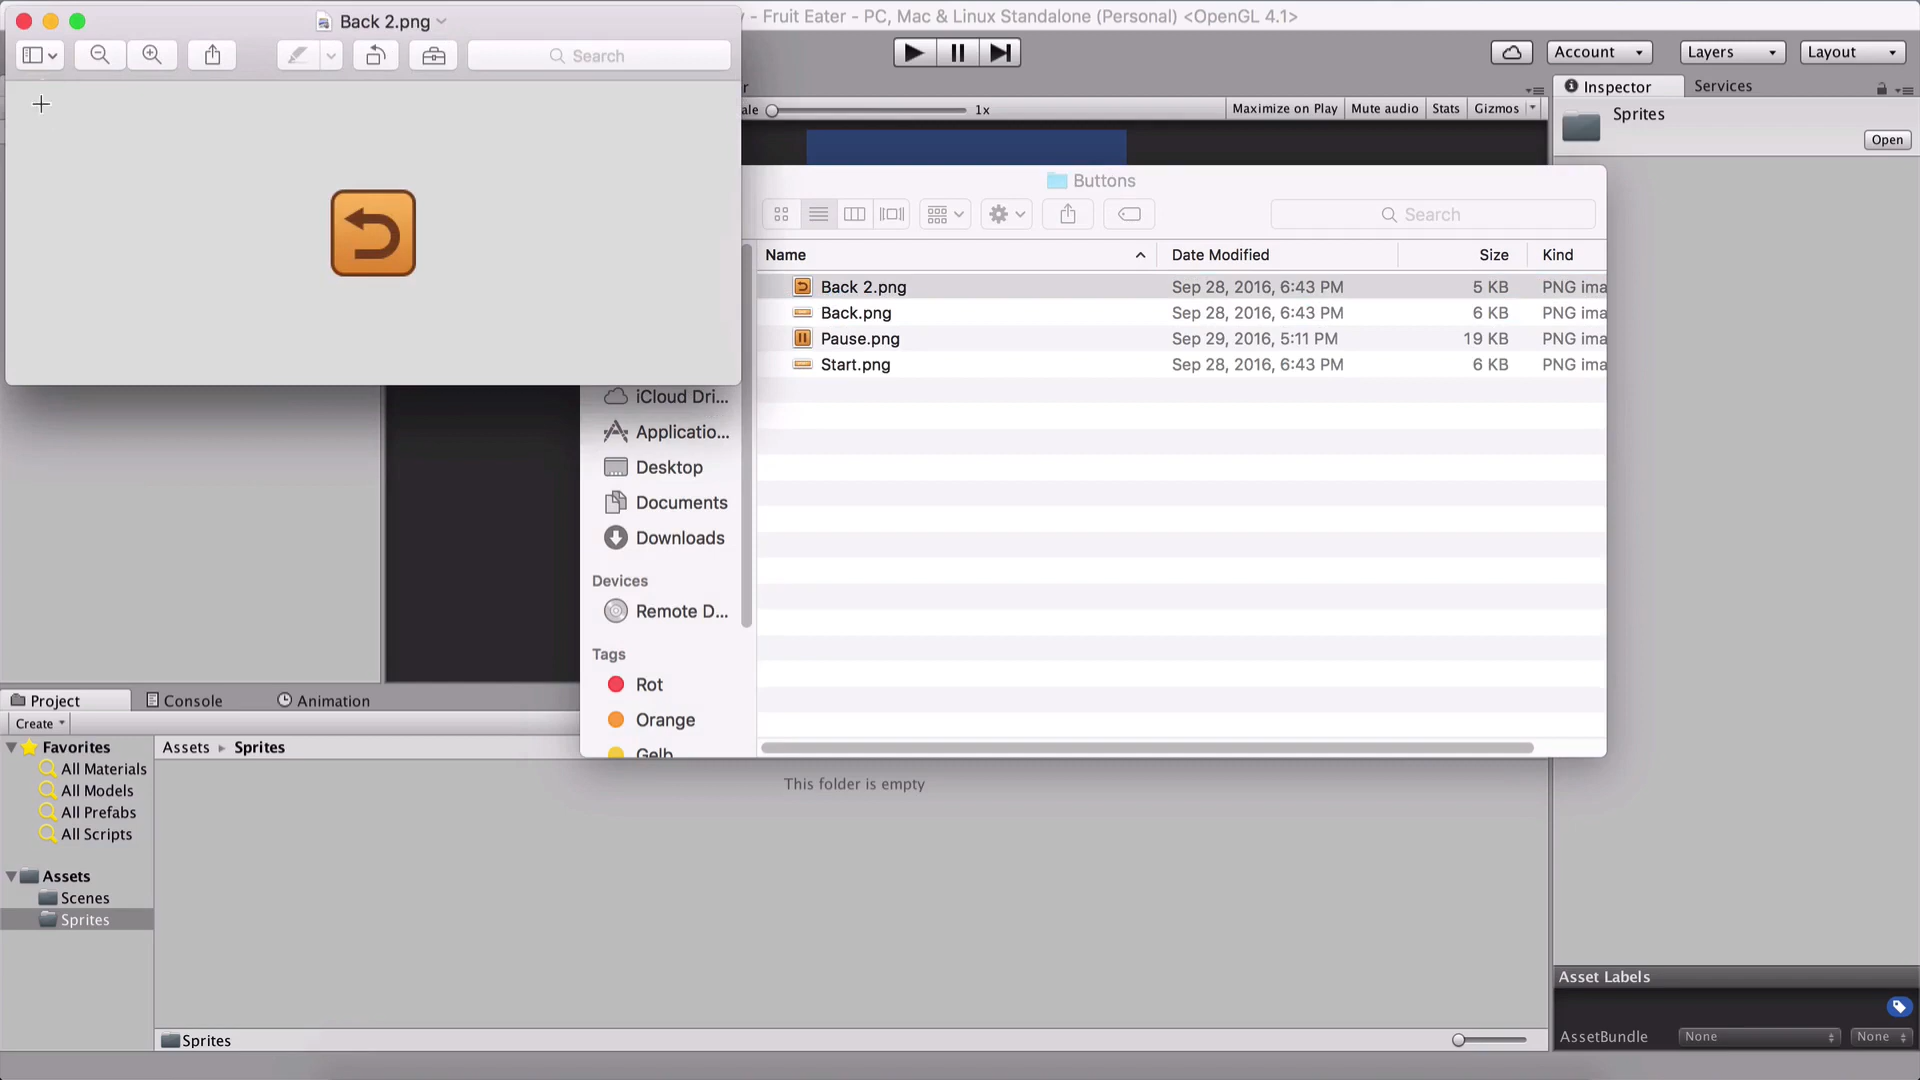 Back 2.png
- Fruit Eater - PC, Mac & Linux Standalone (Personal) <OpenGL 4.1>
Search
Account
Layers
Layout
Inspector
Services
1x
Maximize on Play
Mute audio
Stats
Gizmos
Sprites
Open
Buttons
Search
Name
Date Modified
Size
Kind
Back 2.png Sep 28, 2016, 6:43 PM 5 KB PNG ima
Back.png Sep 28, 2016, 6:43 PM 6 KB PNG ima
Pause.png Sep 29, 2016, 5:11 PM 19 KB PNG ima
Start.png Sep 28, 2016, 6:43 PM 6 KB PNG ima
iCloud Dri...
Applicatio...
Desktop
Documents
Downloads
Devices
Remote D...
Tags
Rot
Orange
Gelb
Project
Console
Animation
Create
Favorites
All Materials
All Models
All Prefabs
All Scripts
Assets
Scenes
Sprites
Assets ▸ Sprites
This folder is empty
Sprites
Asset Labels
AssetBundle
None
None